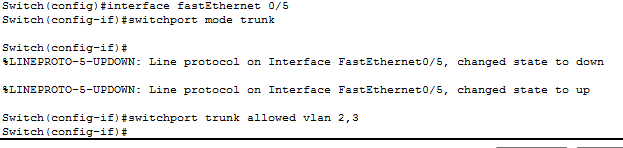 Switch(config)#interface fastEthernet 0/5
Switch(config-if)#switchport mode trunk
Switch(config-if)#
%LINEPROTO-5-UPDOWN: Line protocol on Interface FastEthernet0/5, changed state to down
%LINEPROTO-5-UPDOWN: Line protocol on Interface FastEthernet0/5, changed state to up
Switch(config-if)#switchport trunk allowed vlan 2,3
Switch(config-if)#